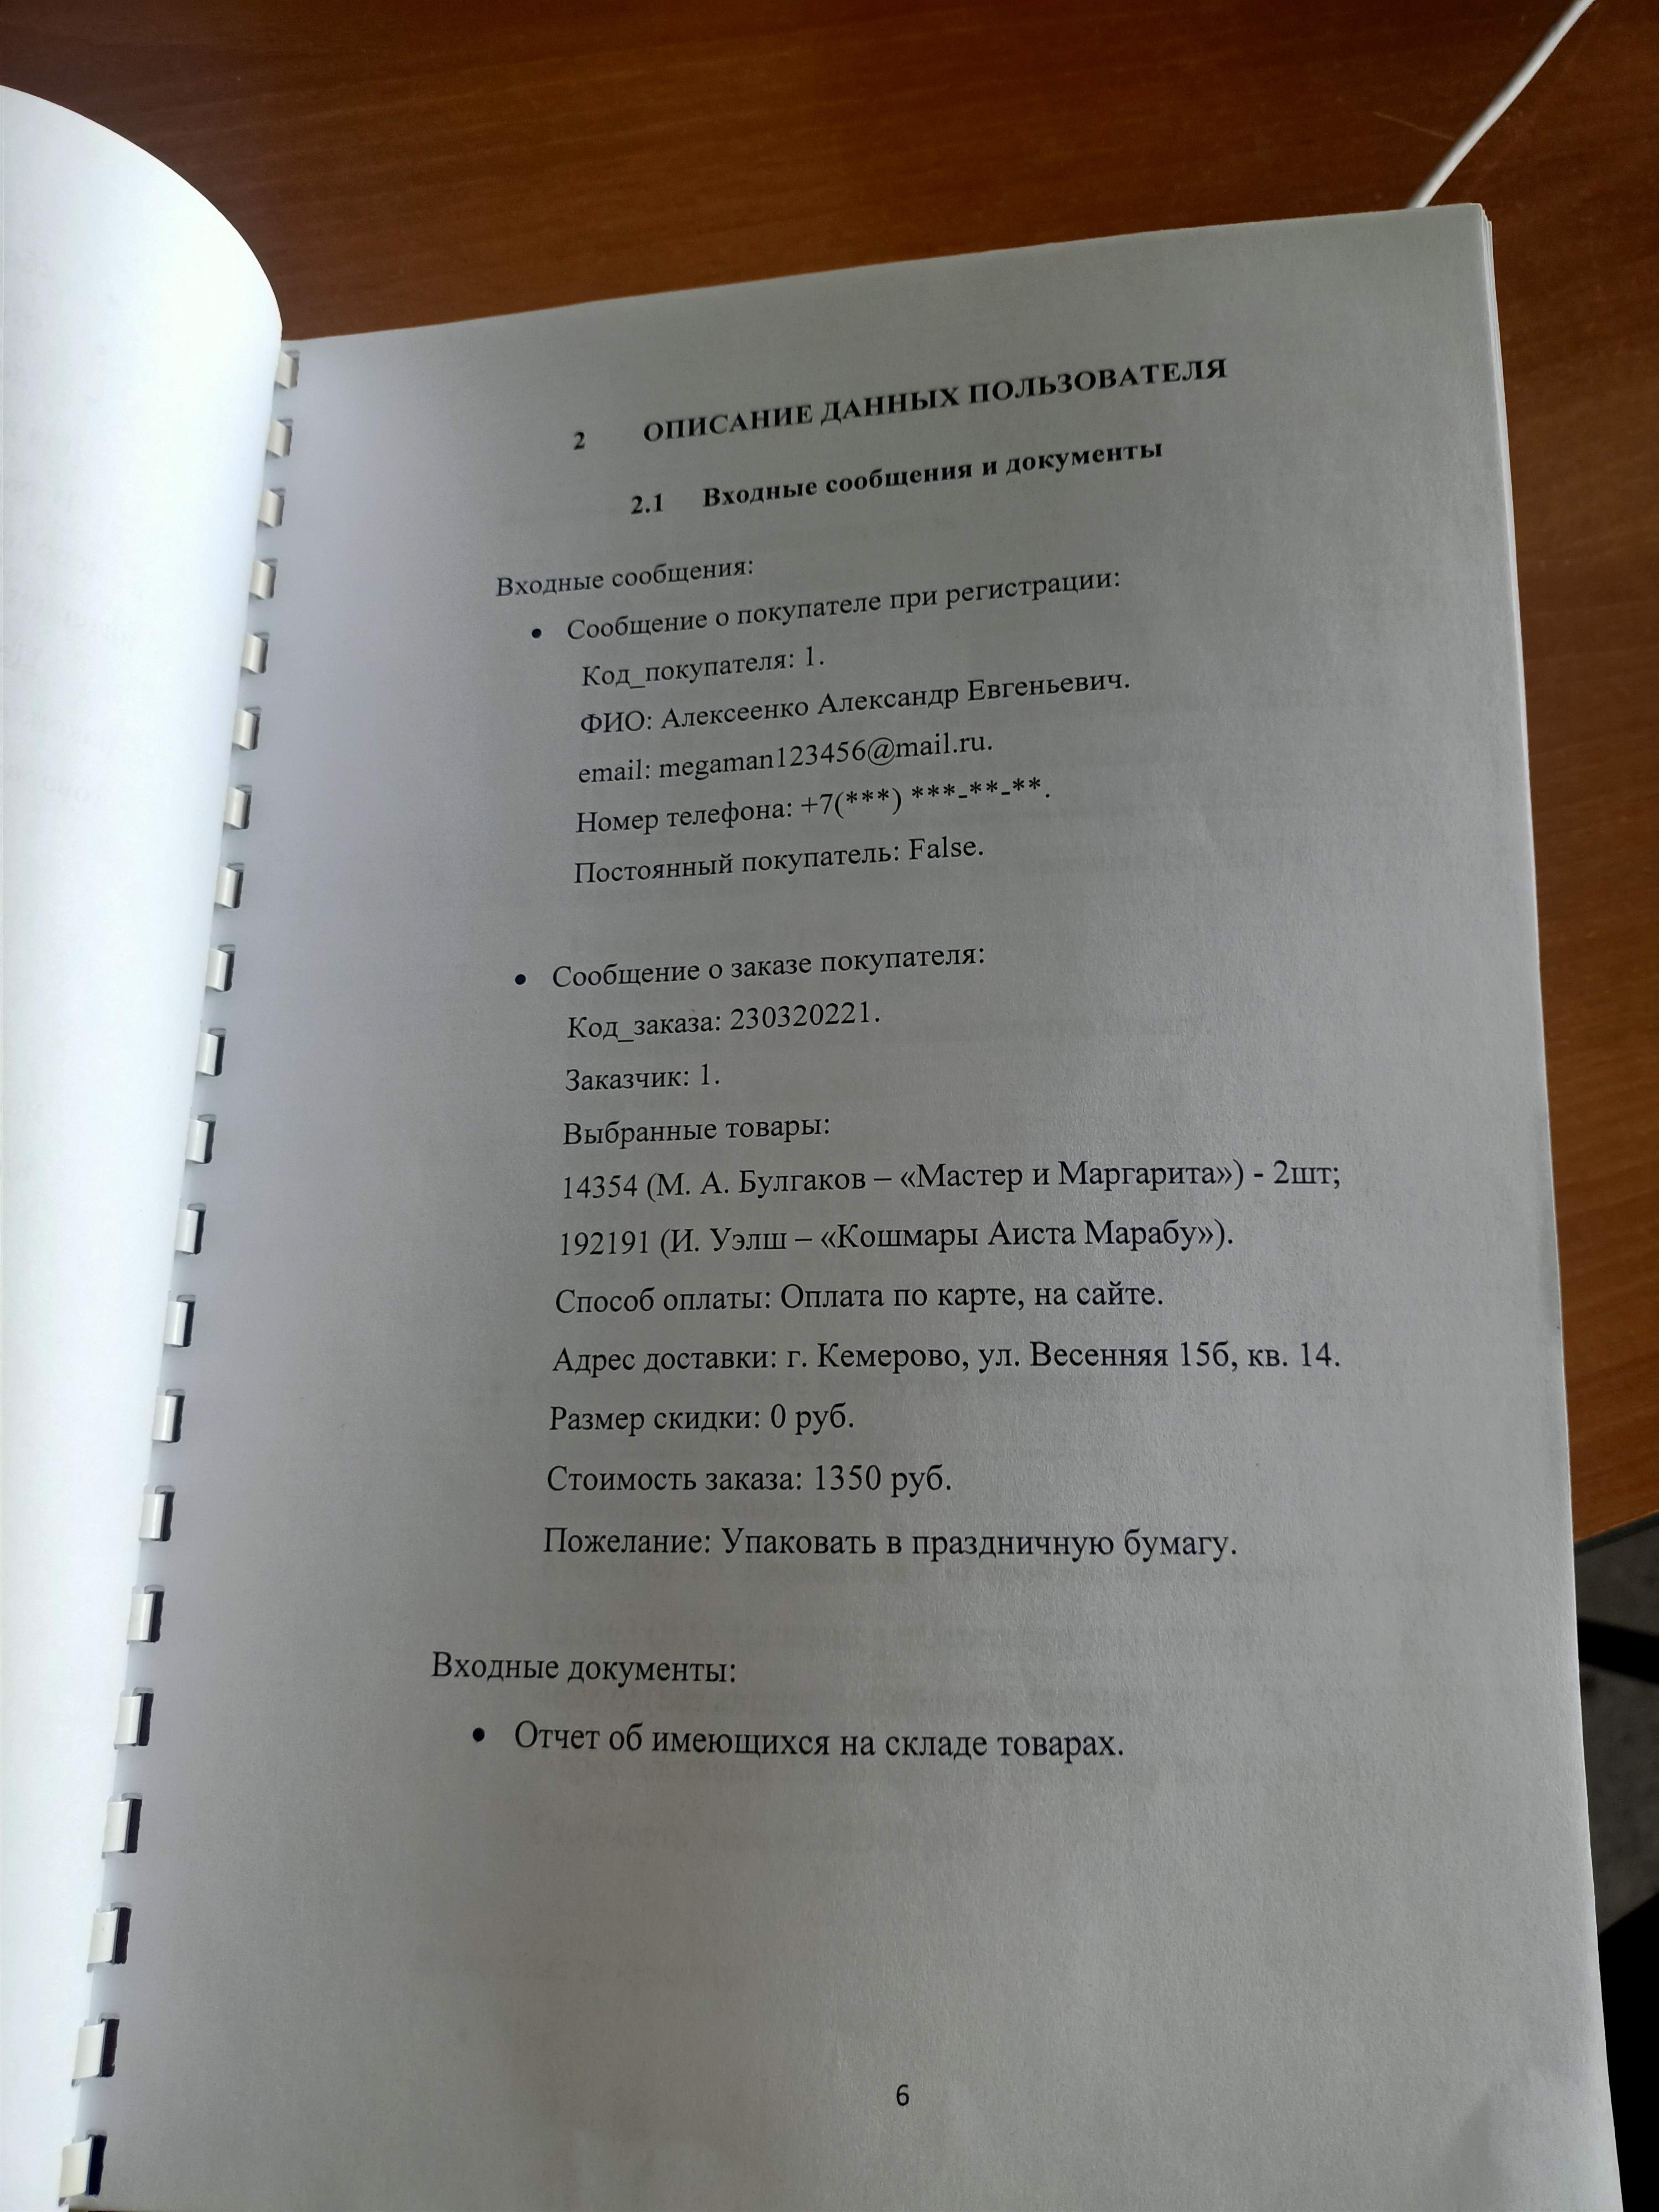 2 ОПИСАНИЕ ДАННЫХ ПОЛЬЗОВАТЕЛЯ
2.1 Входные сообщения и документы
Входные сообщения:
• Сообщение о покупателе при регистрации:
Код_покупателя: 1.
ФИО: Алексеенко Александр Евгеньевич.
email: megaman123456@mail.ru.
Номер телефона: +7(***) ***-**-**.
Постоянный покупатель: False.
• Сообщение о заказе покупателя:
Код_заказа: 230320221.
Заказчик: 1.
Выбранные товары:
14354 (М. А. Булгаков – «Мастер и Маргарита») - 2шт;
192191 (И. Уэлш – «Кошмары Аиста Марабу»).
Способ оплаты: Оплата по карте, на сайте.
Адрес доставки: г. Кемерово, ул. Весенняя 15б, кв. 14.
Размер скидки: 0 руб.
Стоимость заказа: 1350 руб.
Пожелание: Упаковать в праздничную бумагу.
Входные документы:
• Отчет об имеющихся на складе товарах.
6